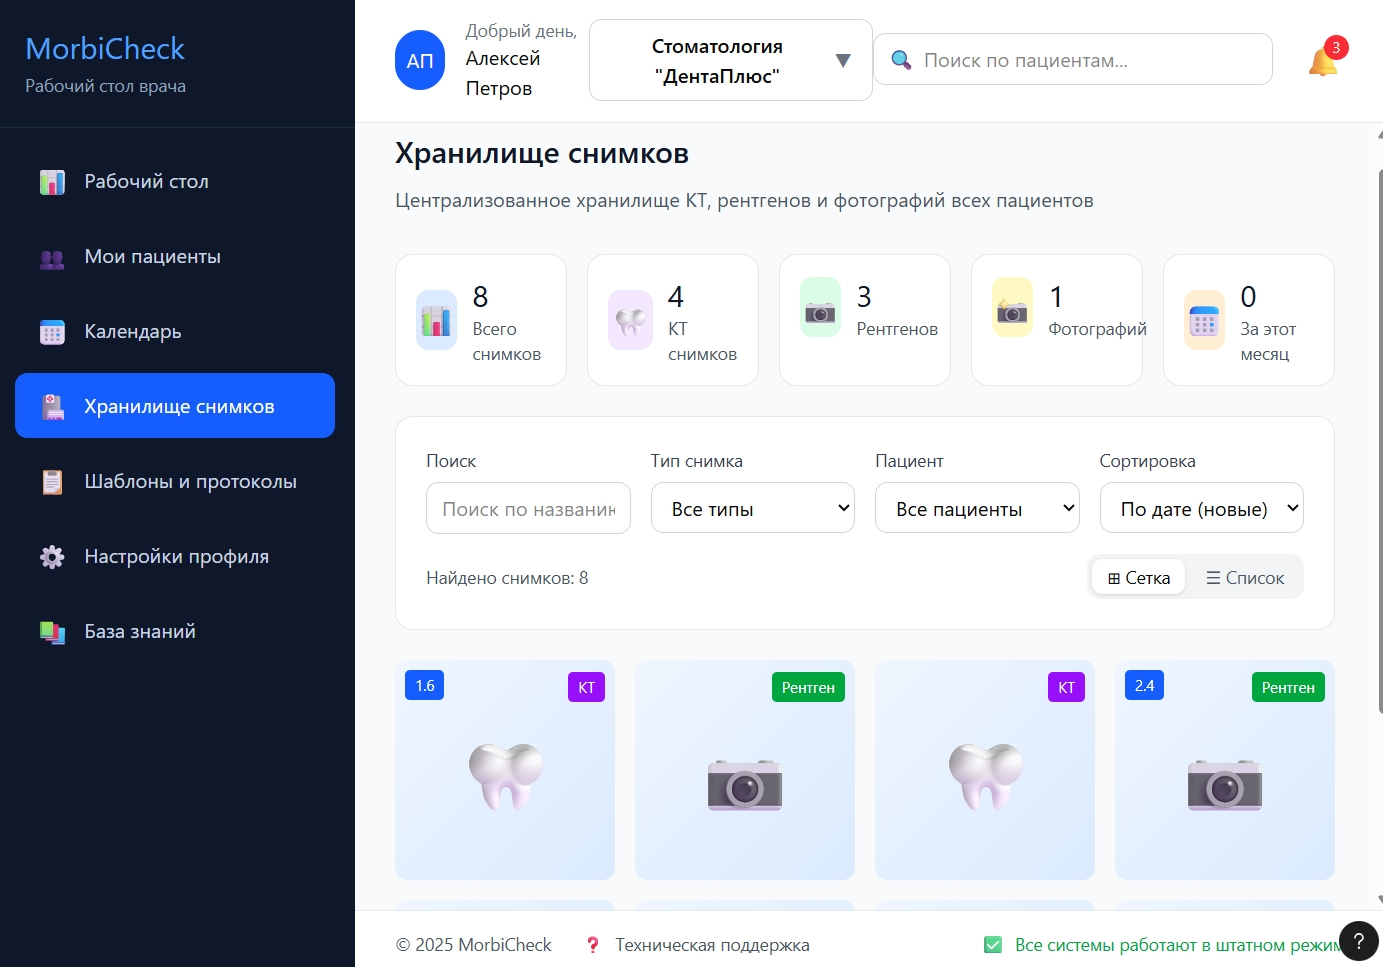 MorbiCheck
Рабочий стол врача
Рабочий стол
Мои пациенты
Календарь
Хранилище снимков
Шаблоны и протоколы
Настройки профиля
База знаний
АП
Добрый день,
Алексей
Петров
Стоматология
"ДентаПлюс"
▼
Поиск по пациентам...
3
Хранилище снимков
Централизованное хранилище КТ, рентгенов и фотографий всех пациентов
8
Всего
снимков
4
КТ
снимков
3
Рентгенов
1
Фотографий
0
За этот
месяц
Поиск
Поиск по названию
Тип снимка
Все типы
Пациент
Все пациенты
Сортировка
По дате (новые)
Найдено снимков: 8
⊞ Сетка
☰ Список
1.6
КТ
Рентген
КТ
2.4
Рентген
© 2025 MorbiCheck
❓ Техническая поддержка
✅ Все системы работают в штатном режим
?